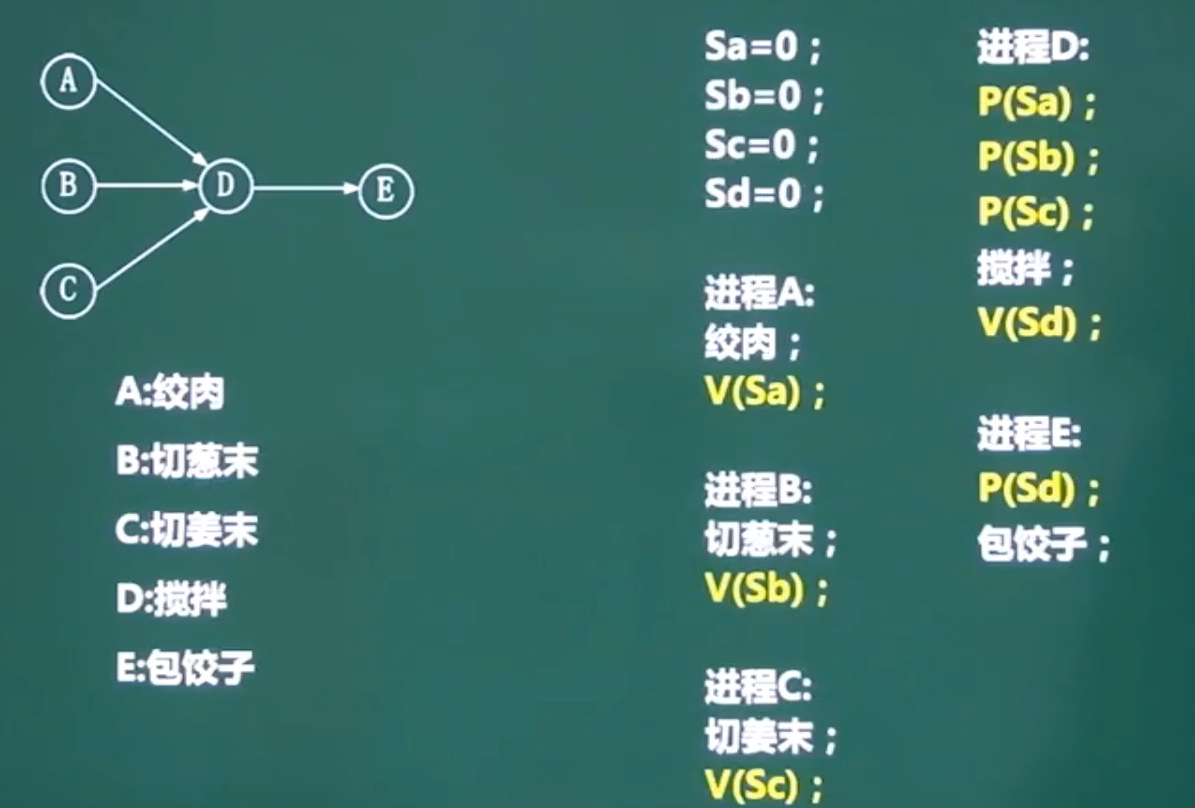 A
B
C
D
E
A:绞肉
B:切葱末
C:切姜末
D:搅拌
E:包饺子
Sa=0；
Sb=0；
Sc=0；
Sd=0；
进程A:
绞肉；
V(Sa)；
进程B:
切葱末；
V(Sb)；
进程C:
切姜末；
V(Sc)；
进程D:
P(Sa)；
P(Sb)；
P(Sc)；
搅拌；
V(Sd)；
进程E:
P(Sd)；
包饺子；